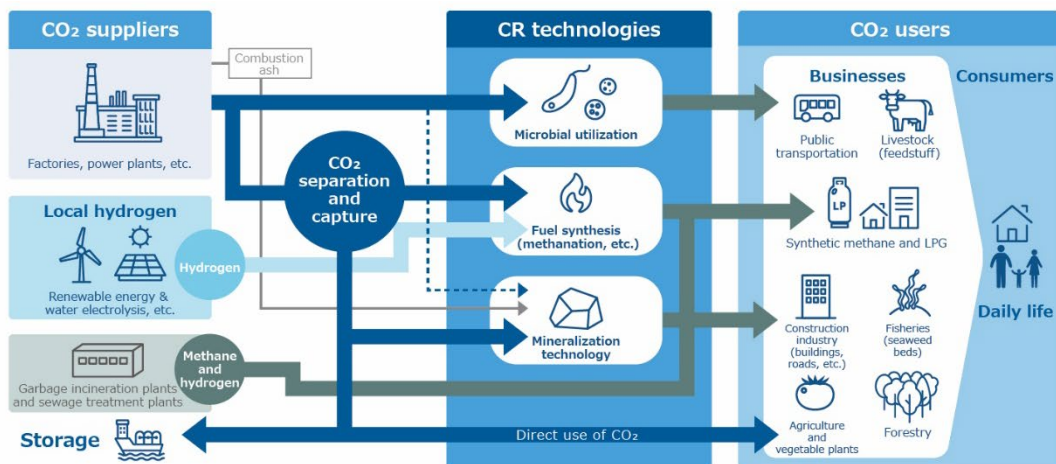 CO₂ suppliers
Combustion
ash
Factories, power plants, etc.
Local hydrogen
Hydrogen
Renewable energy &
water electrolysis, etc.
Methane
and
hydrogen
Garbage incineration plants
and sewage treatment plants
Storage
CO₂
separation
and
capture
CR technologies
Microbial utilization
Fuel synthesis
(methanation, etc.)
Mineralization
technology
Direct use of CO₂
CO₂ users
Businesses
Public
transportation
Livestock
(feedstuff)
LP
Synthetic methane and LPG
Construction
industry
(buildings,
roads, etc.)
Fisheries
(seaweed
beds)
Agriculture
and
vegetable plants
Forestry
Consumers
Daily life